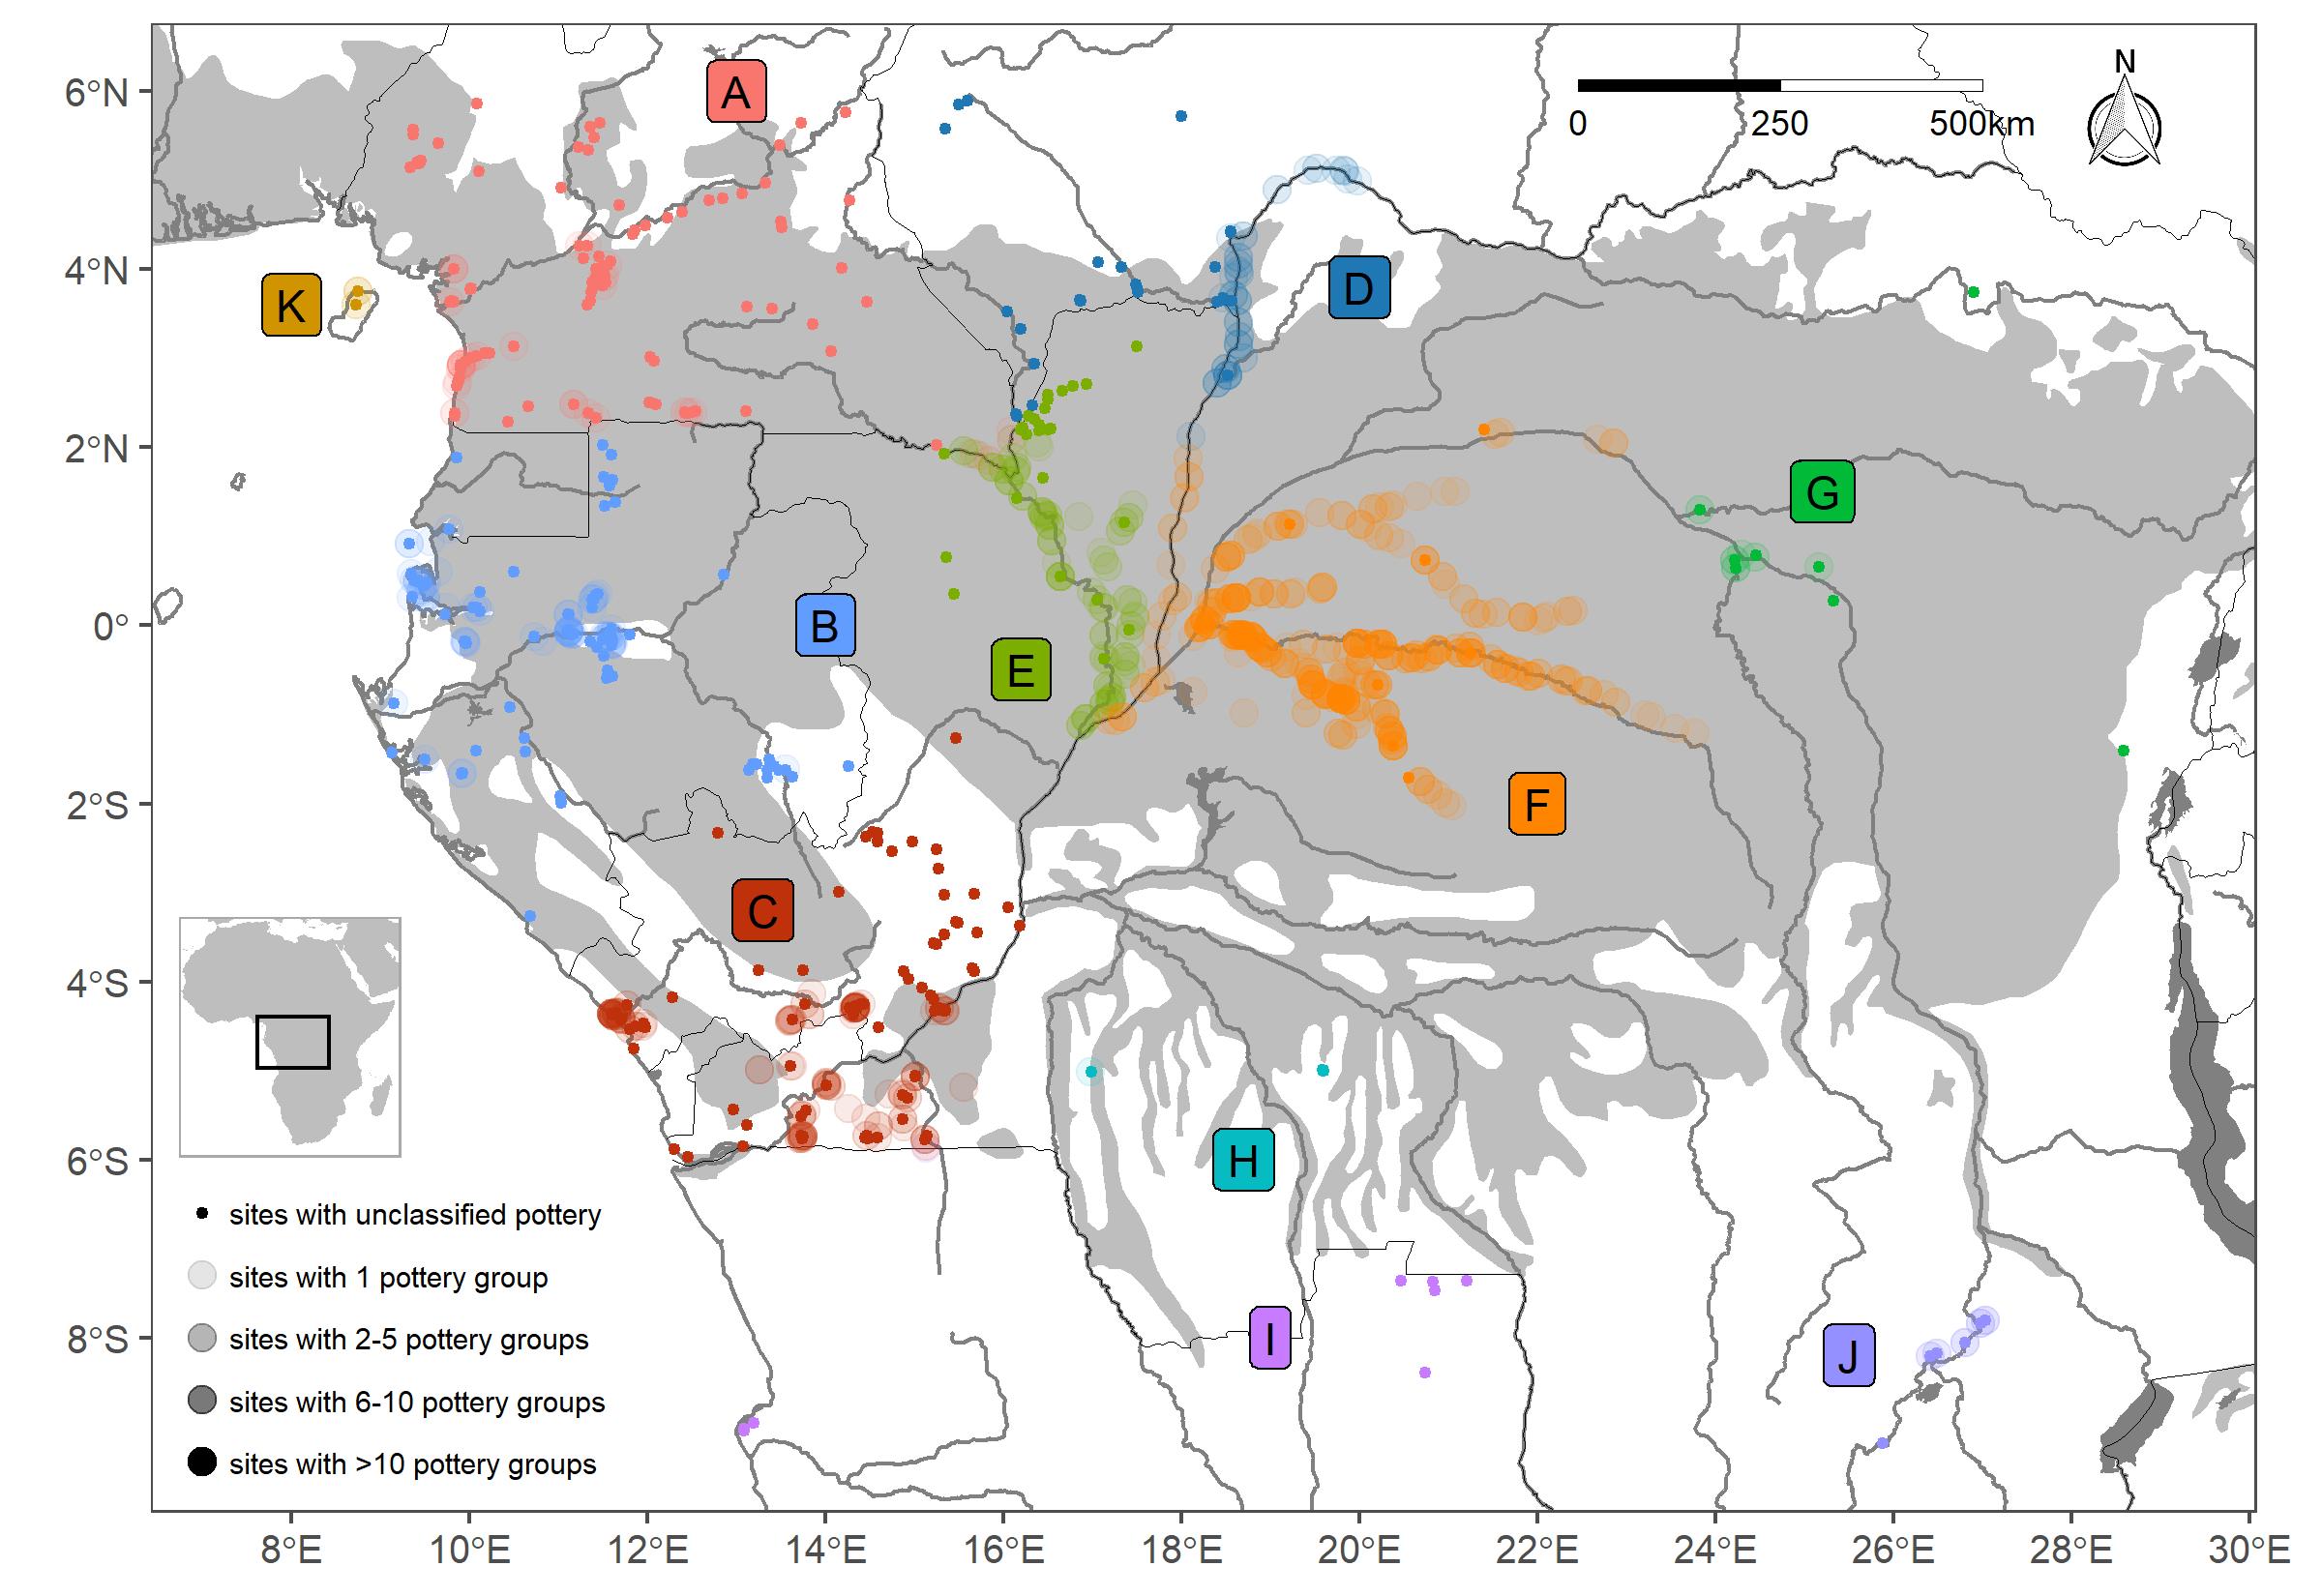 N
0
250
500km
A
K
D
G
B
E
F
C
H
I
J
6°N
4°N
2°N
0°
2°S
4°S
6°S
8°S
sites with unclassified pottery
sites with 1 pottery group
sites with 2-5 pottery groups
sites with 6-10 pottery groups
sites with >10 pottery groups
8°E
10°E
12°E
14°E
16°E
18°E
20°E
22°E
24°E
26°E
28°E
30°E